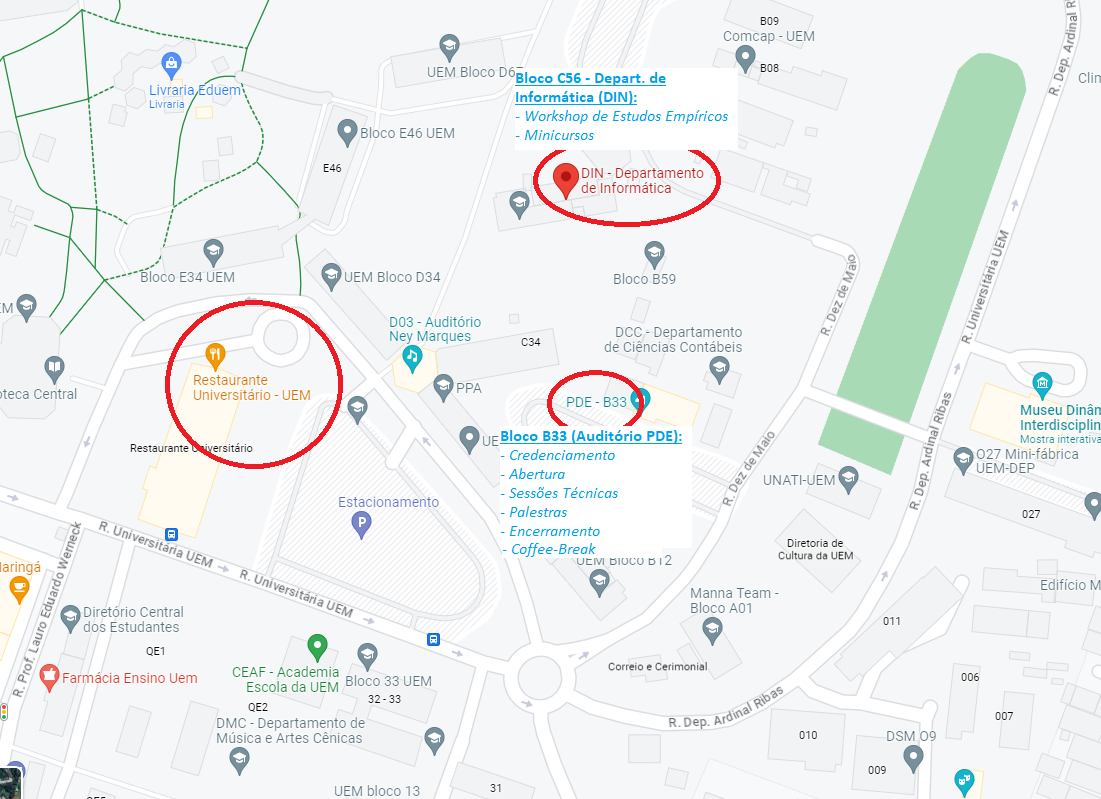 B09
Comcap - UEM
B08
R. Dep. Ardinal Ribas
UEM Bloco D67
Livraria Eduem
Livraria
Bloco C56 - Depart. de
Informática (DIN):
- Workshop de Estudos Empíricos
- Minicursos
Bloco E46 UEM
E46
DIN - Departamento
de Informática
Bloco E34 UEM
UEM Bloco D34
Bloco B59
R. Dez de Maio
R. Universitária UEM
D03 - Auditório
Ney Marques
C34
DCC - Departamento
de Ciências Contábeis
Restaurante
Universitário - UEM
PPA
PDE - B33
Museu Dinâm
Interdisciplin
Mostra interativa
oteca Central
Restaurante Universitário
UE
Bloco B33 (Auditório PDE):
- Credenciamento
- Abertura
- Sessões Técnicas
- Palestras
- Encerramento
- Coffee-Break
R. Dez de Maio
R. Dep. Ardinal Ribas
O27 Mini-fábrica
UEM-DEP
UNATI-UEM
027
Estacionamento
P
R. Universitária UEM
R. Universitária UEM
Diretoria de
Cultura da UEM
UEM Bloco B12
Manna Team -
Bloco A01
Edifício M
R. Prof. Lauro Eduardo Werneck
aringá
Diretório Central
dos Estudantes
QE1
Farmácia Ensino Uem
CEAF - Academia
Escola da UEM
Bloco 33 UEM
32 - 33
QE2
DMC - Departamento de
Música e Artes Cênicas
Correio e Cerimonial
011
R. Dep. Ardinal Ribas
006
007
010
DSM 09
009
UEM bloco 13
31